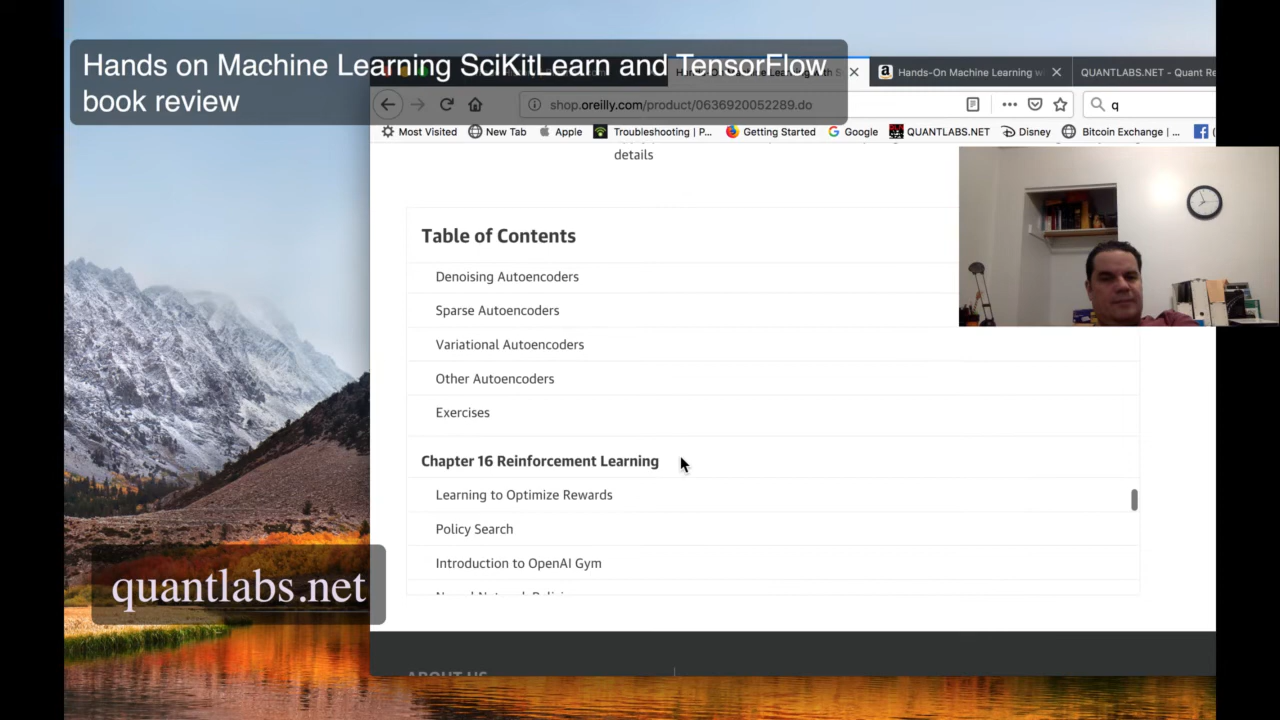 Hands on Machine Learning SciKitLearn and TensorFlow
book review
Hands-On Machine Learning w
QUANTLABS.NET - Quant Re
shop.oreilly.com/product/0636920052289.do
q
Most Visited
New Tab
Apple
Troubleshooting | P...
Getting Started
Google
QUANTLABS.NET
Disney
Bitcoin Exchange | ...
details
Table of Contents
Denoising Autoencoders
Sparse Autoencoders
Variational Autoencoders
Other Autoencoders
Exercises
Chapter 16 Reinforcement Learning
Learning to Optimize Rewards
Policy Search
Introduction to OpenAI Gym
quantlabs.net
ABOUT US